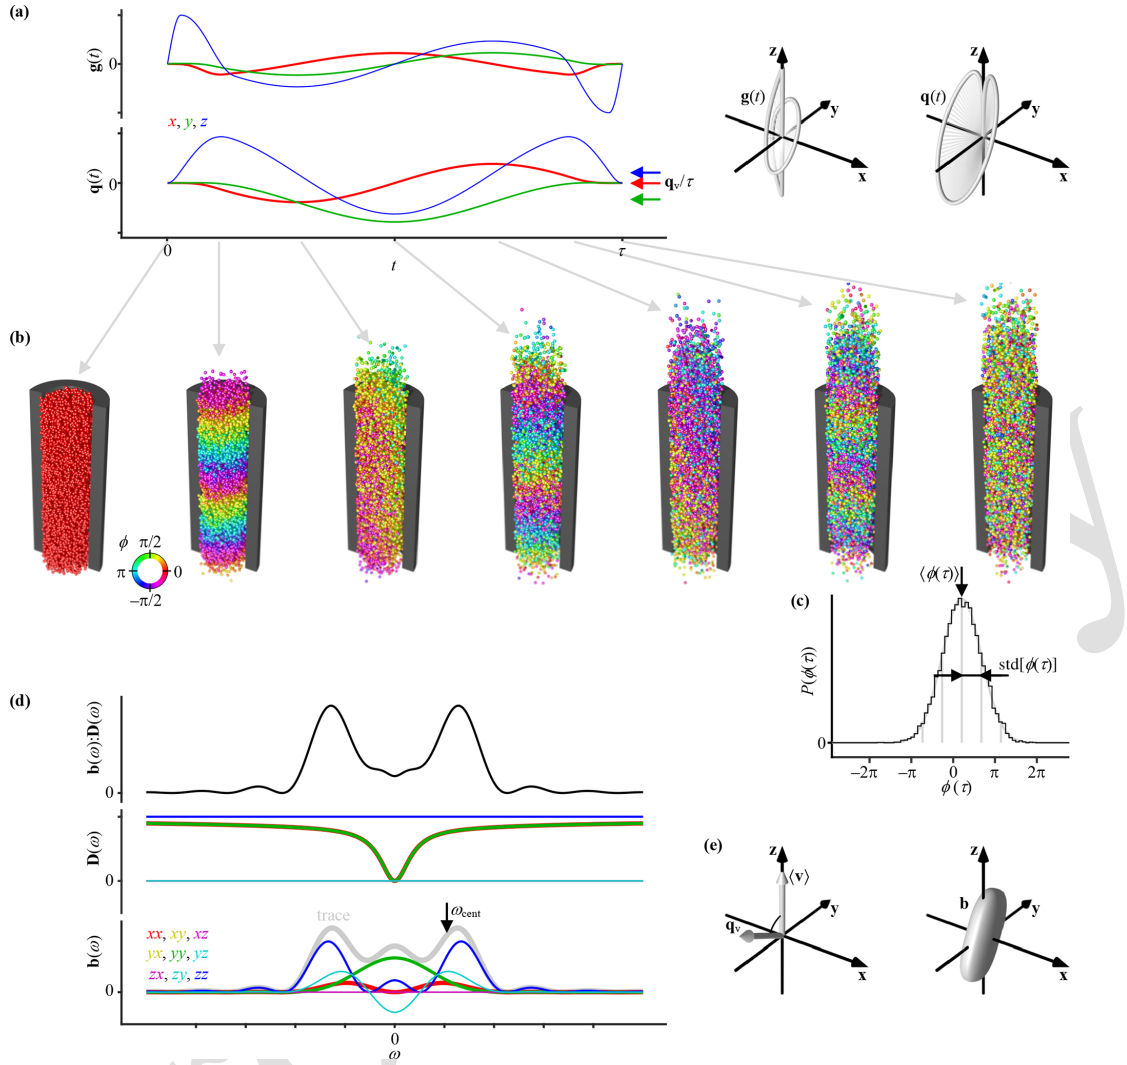 (a)
g(t)
0
x, y, z
q(t)
0
q_v/τ
0
t
τ
g(t)
z
y
x
q(t)
z
y
x
(b)
ϕ π/2
π 0
−π/2
(c)
⟨ϕ(τ)⟩
std[ϕ(τ)]
P(ϕ(τ))
0
−2π −π 0 π 2π
ϕ(τ)
(d)
b(ω):D(ω)
0
D(ω)
0
trace
ω_cent
xx, xy, xz
yx, yy, yz
zx, zy, zz
b(ω)
0
0
ω
(e)
z
⟨v⟩
y
q_v
x
z
b
y
x